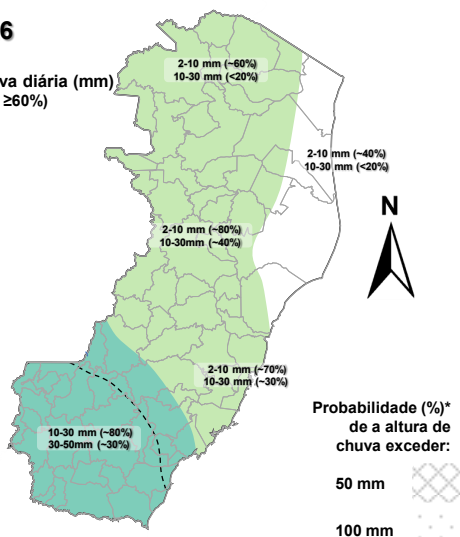 6
va diária (mm)
≥60%)
2-10 mm (~60%)
10-30 mm (<20%)
2-10 mm (~40%)
10-30 mm (<20%)
N
2-10 mm (~80%)
10-30mm (~40%)
2-10 mm (~70%)
10-30 mm (~30%)
10-30 mm (~80%)
30-50mm (~30%)
Probabilidade (%)*
de a altura de
chuva exceder:
50 mm
100 mm